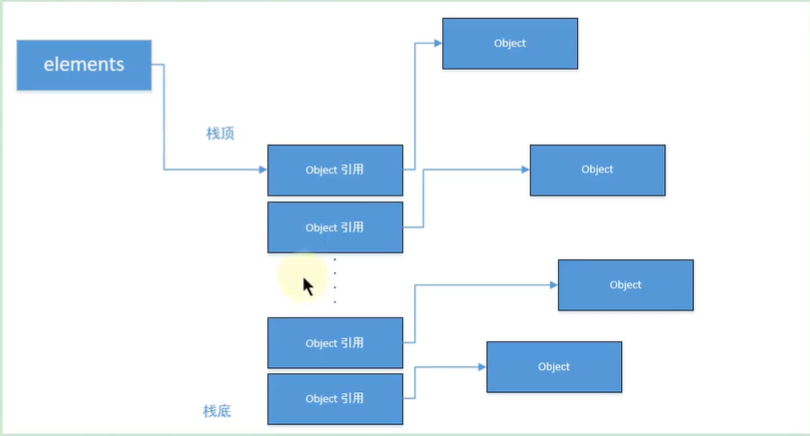 Object
elements
栈顶
Object 引用
Object
Object 引用
Object
Object 引用
Object
Object 引用
栈底